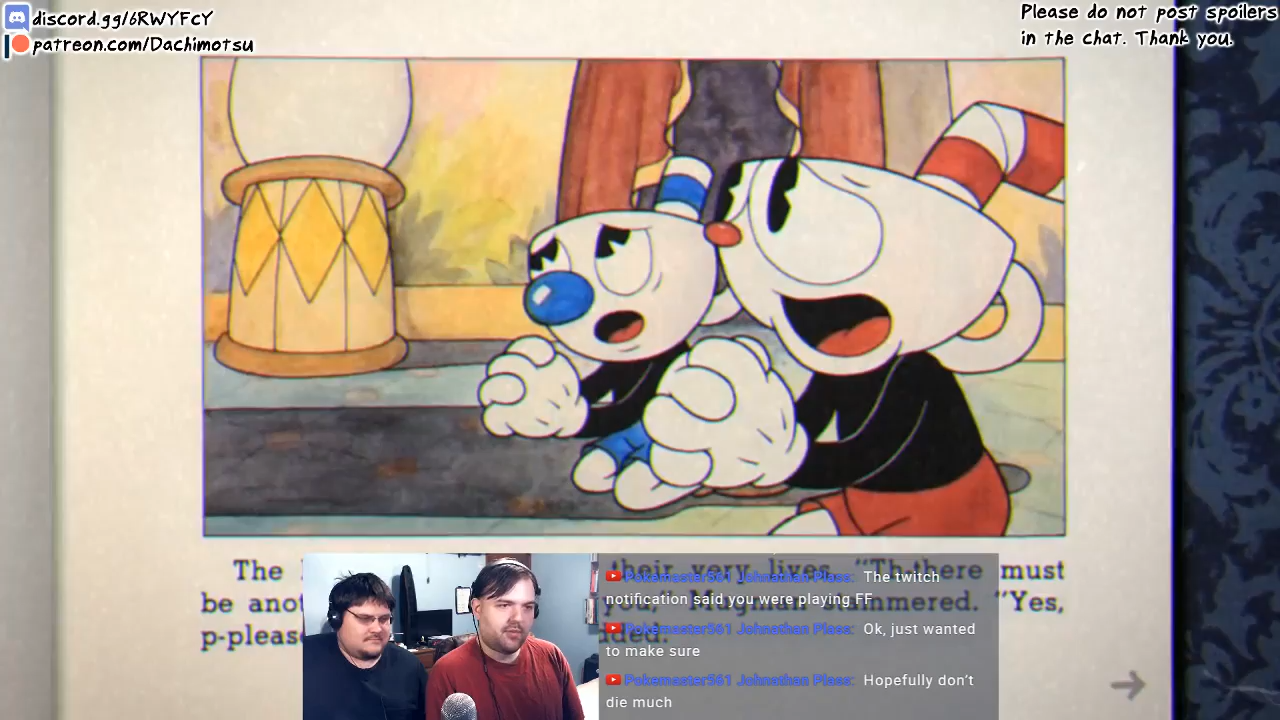 discord.gg/6RWYFcY
patreon.com/Dachimotsu
Please do not post spoilers
in the chat. Thank you.
The their very lives. "Th-there must
be anot you," Mugman stammered. "Yes,
p-please
Pokemaster561 Johnathan Plass: The twitch
notification said you were playing FF
Pokemaster561 Johnathan Plass: Ok, just wanted
to make sure
Pokemaster561 Johnathan Plass: Hopefully don't
die much